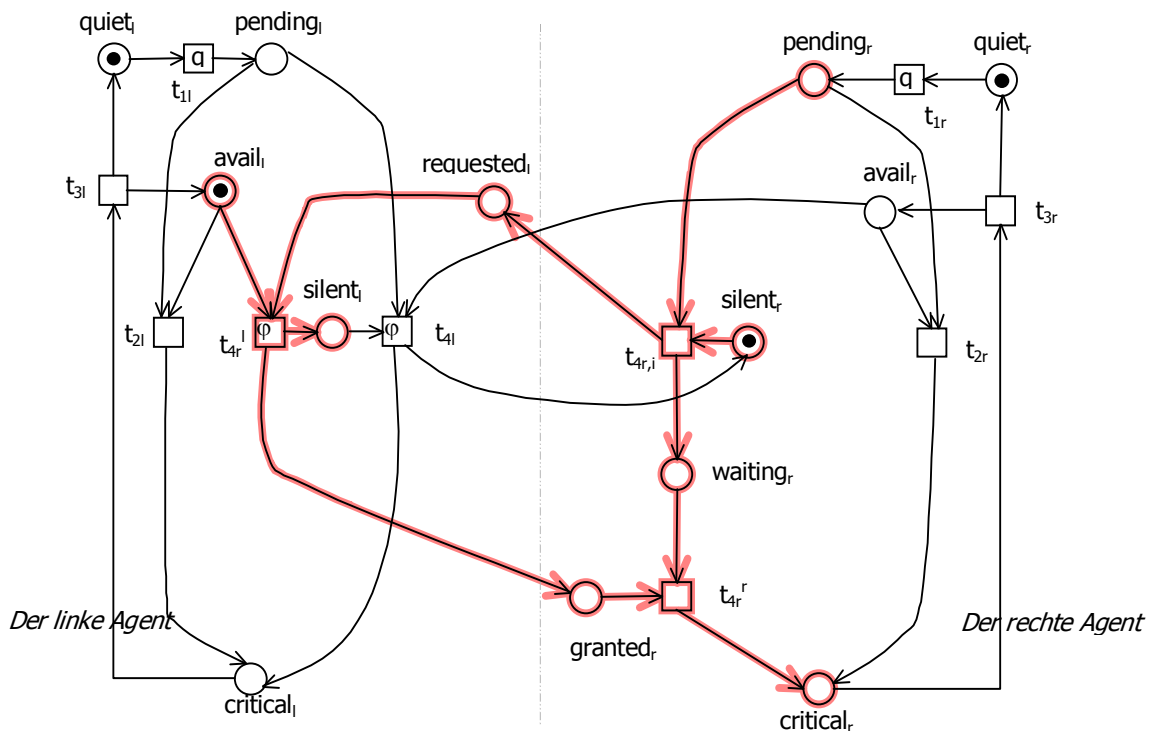 quiet_l
pending_l
q
t_1l
pending_r
quiet_r
q
t_1r
avail_l
requested_l
avail_r
t_3l
t_3r
silent_l
silent_r
φ
φ
t_2l
t_4r^l
t_4l
t_4r,i
t_2r
waiting_r
t_4r^r
Der linke Agent
Der rechte Agent
granted_r
critical_l
critical_r